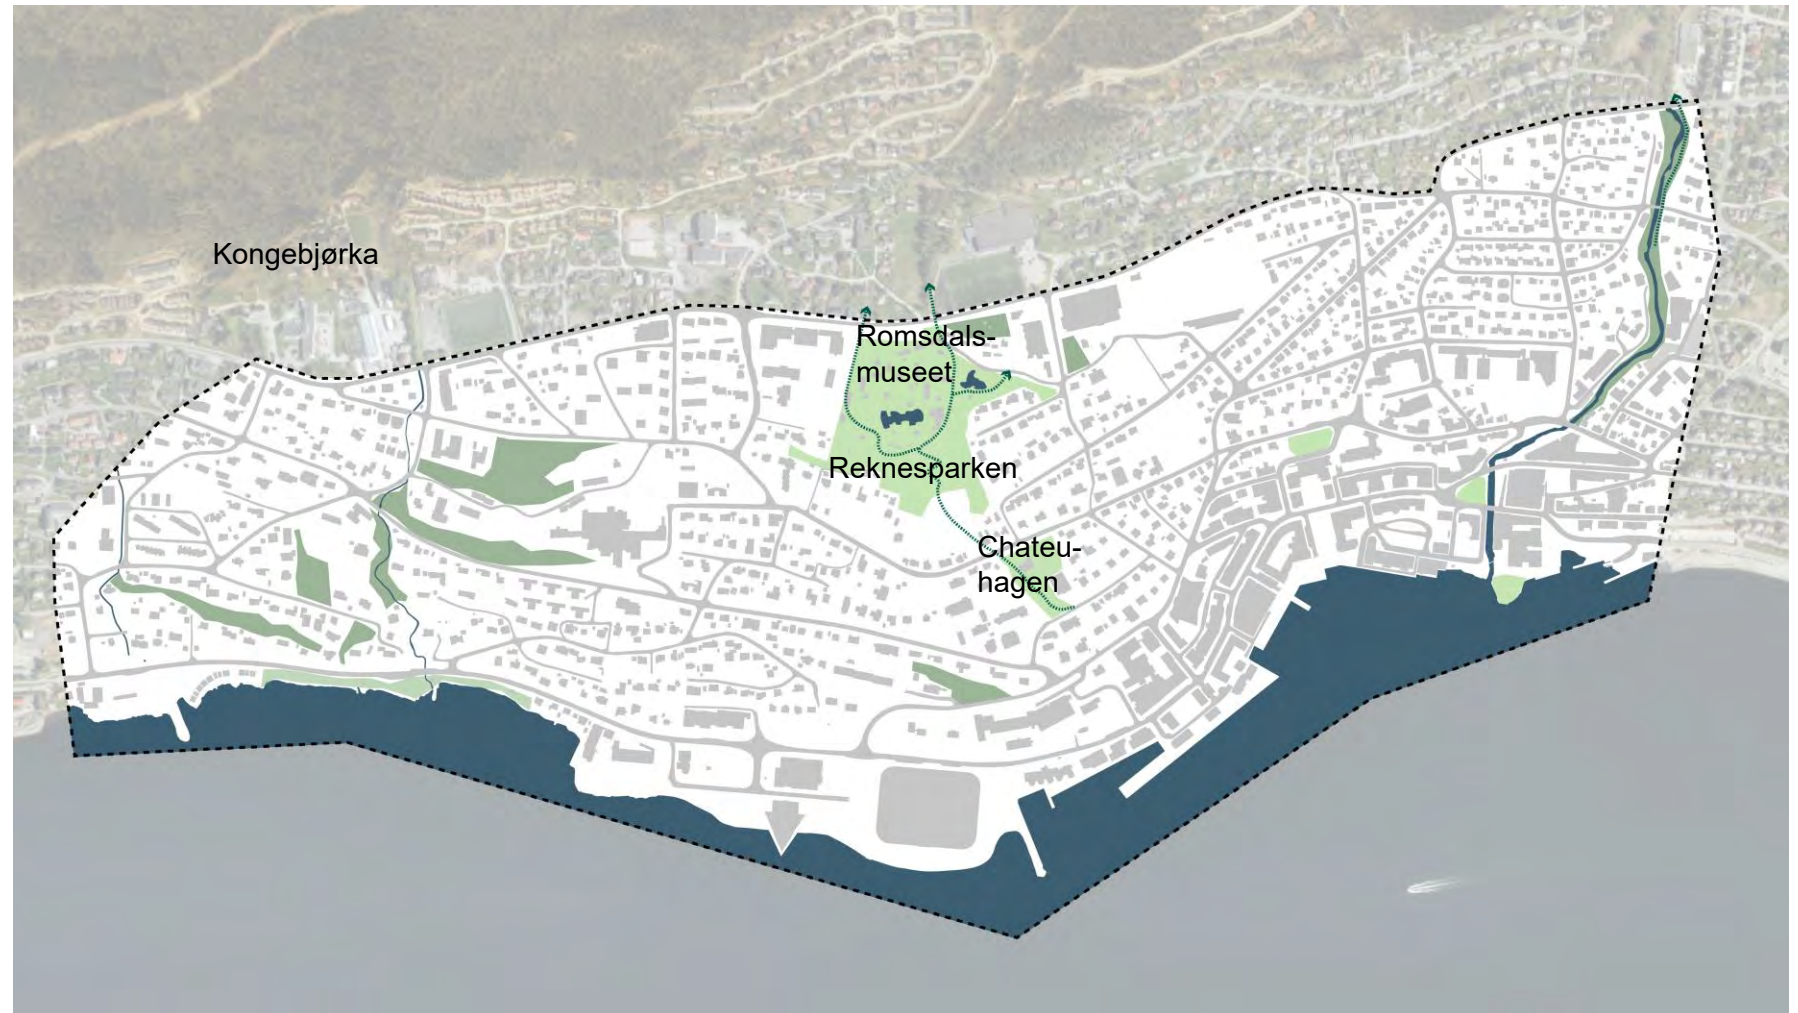 Kongebjørka
Romsdals-
museet
Reknesparken
Chateu-
hagen